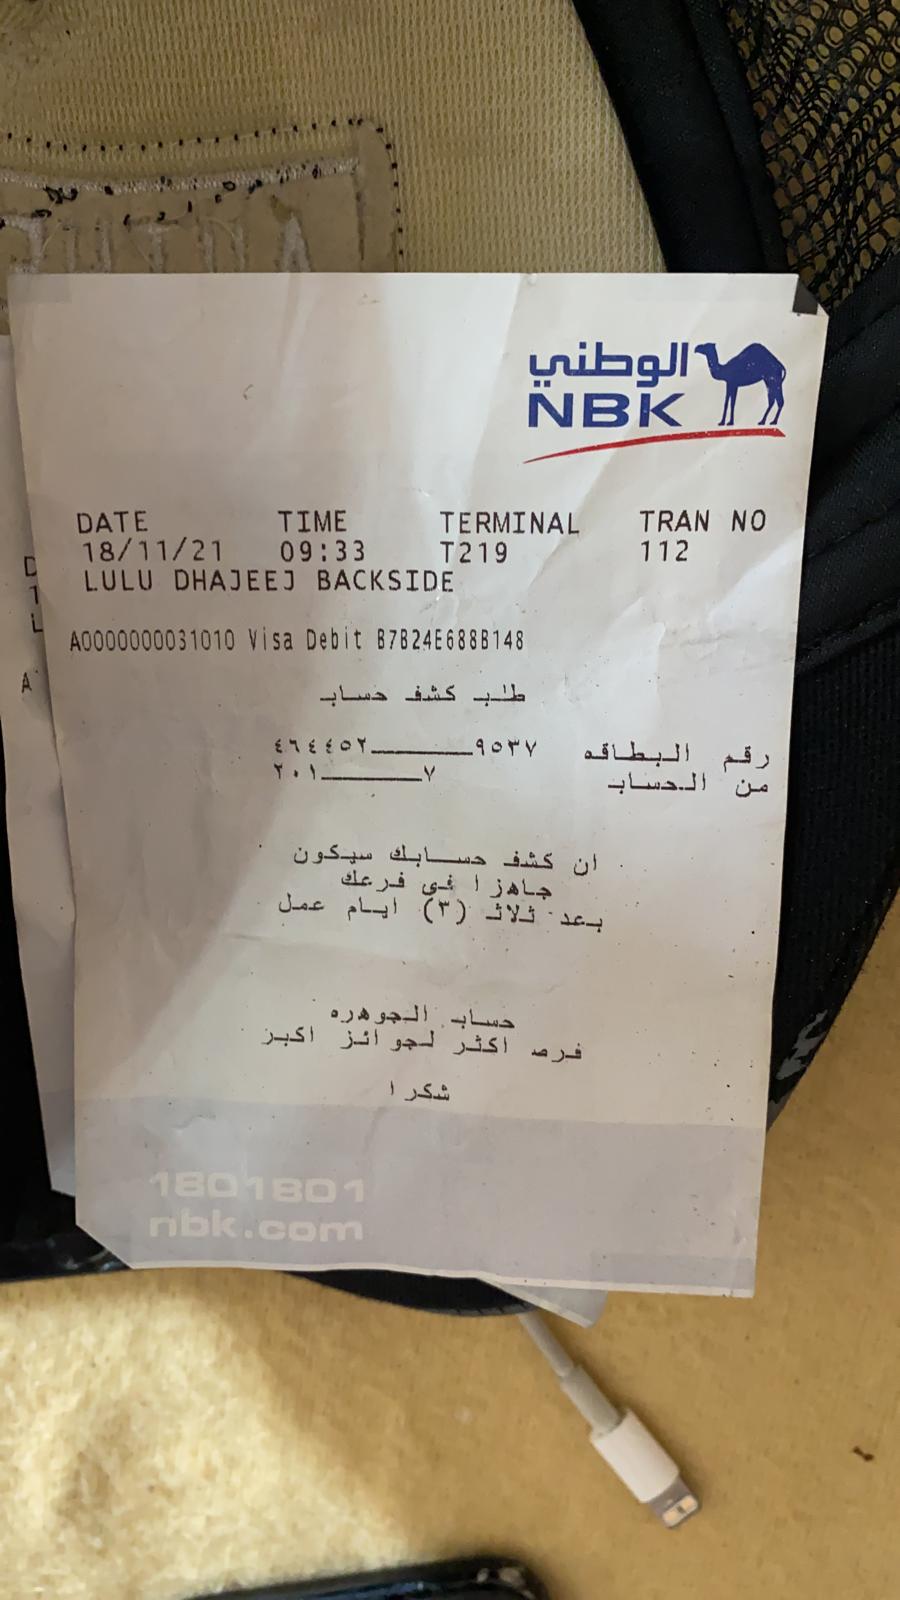 الوطني
NBK
DATE TIME TERMINAL TRAN NO
18/11/21 09:33 T219 112
LULU DHAJEEJ BACKSIDE
A0000000031010 Visa Debit B7B24E688B148
طلب كشف حساب
رقم البطاقه ٤٦٤٤٥٢______٩٥٣٧
من الحساب ٢٠١______٧
ان كشف حسابك سيكون
جاهزا في فرعك
بعد ثلاث (٣) ايام عمل
حساب الجوهره
فرص اكثر لجوائز اكبر
شكرا
1801801
nbk.com